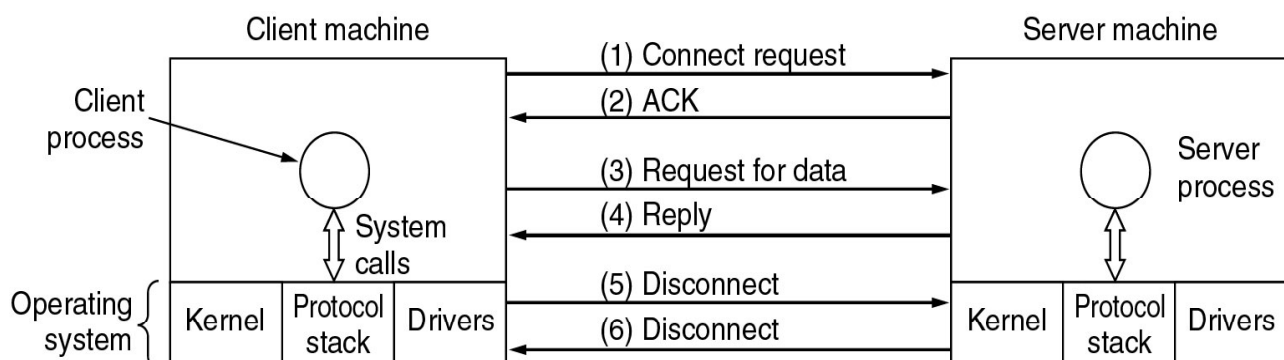 Client machine
Server machine
(1) Connect request
(2) ACK
Client
process
(3) Request for data
(4) Reply
Server
process
System
calls
Operating
system
Kernel
Protocol
stack
Drivers
(5) Disconnect
(6) Disconnect
Kernel
Protocol
stack
Drivers